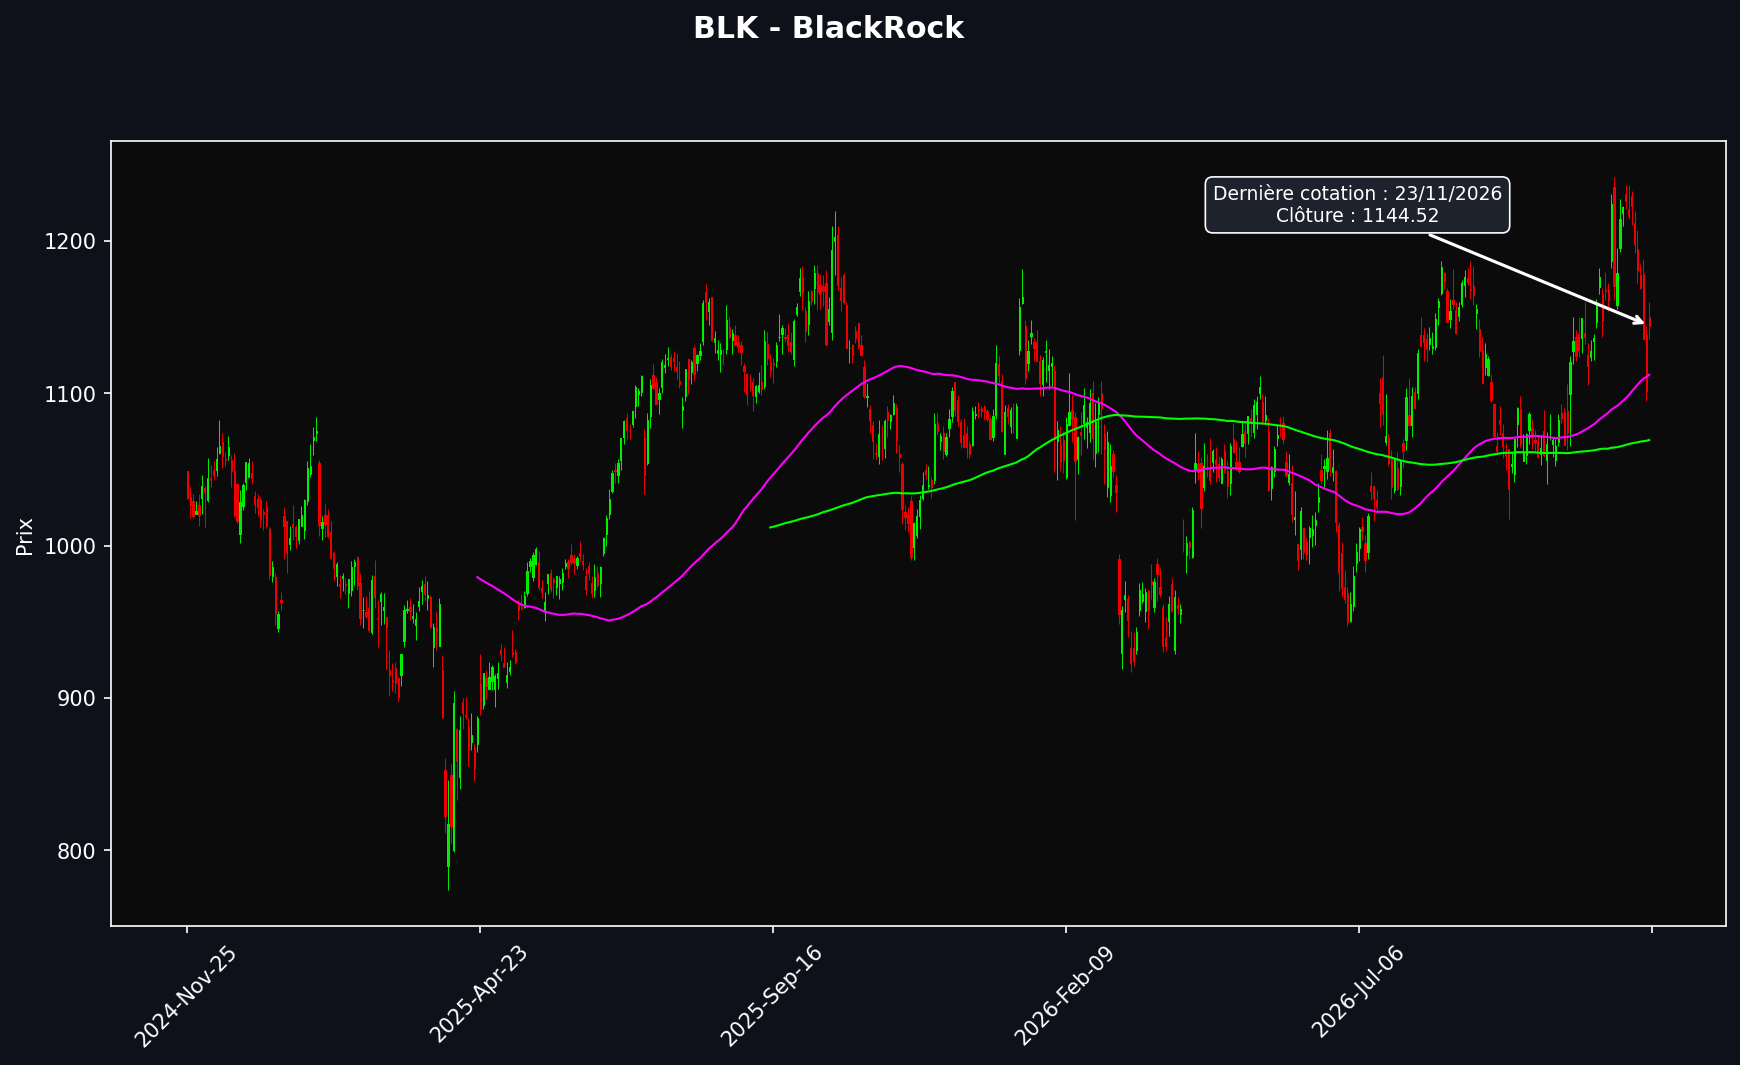 BLK - BlackRock
Dernière cotation : 23/11/2026
Clôture : 1144.52
Prix
1200
1100
1000
900
800
2024-Nov-25
2025-Apr-23
2025-Sep-16
2026-Feb-09
2026-Jul-06